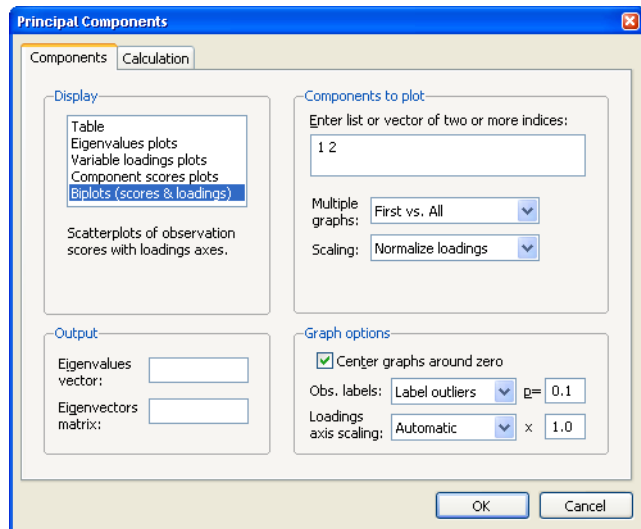 Principal Components
Components
Calculation
Display
Table
Eigenvalues plots
Variable loadings plots
Component scores plots
Biplots (scores & loadings)
Scatterplots of observation
scores with loadings axes.
Components to plot
Enter list or vector of two or more indices:
1 2
Multiple
graphs:
First vs. All
Scaling:
Normalize loadings
Output
Eigenvalues
vector:
Eigenvectors
matrix:
Graph options
Center graphs around zero
Obs. labels:
Label outliers
p=
0.1
Loadings
axis scaling:
Automatic
x
1.0
OK
Cancel